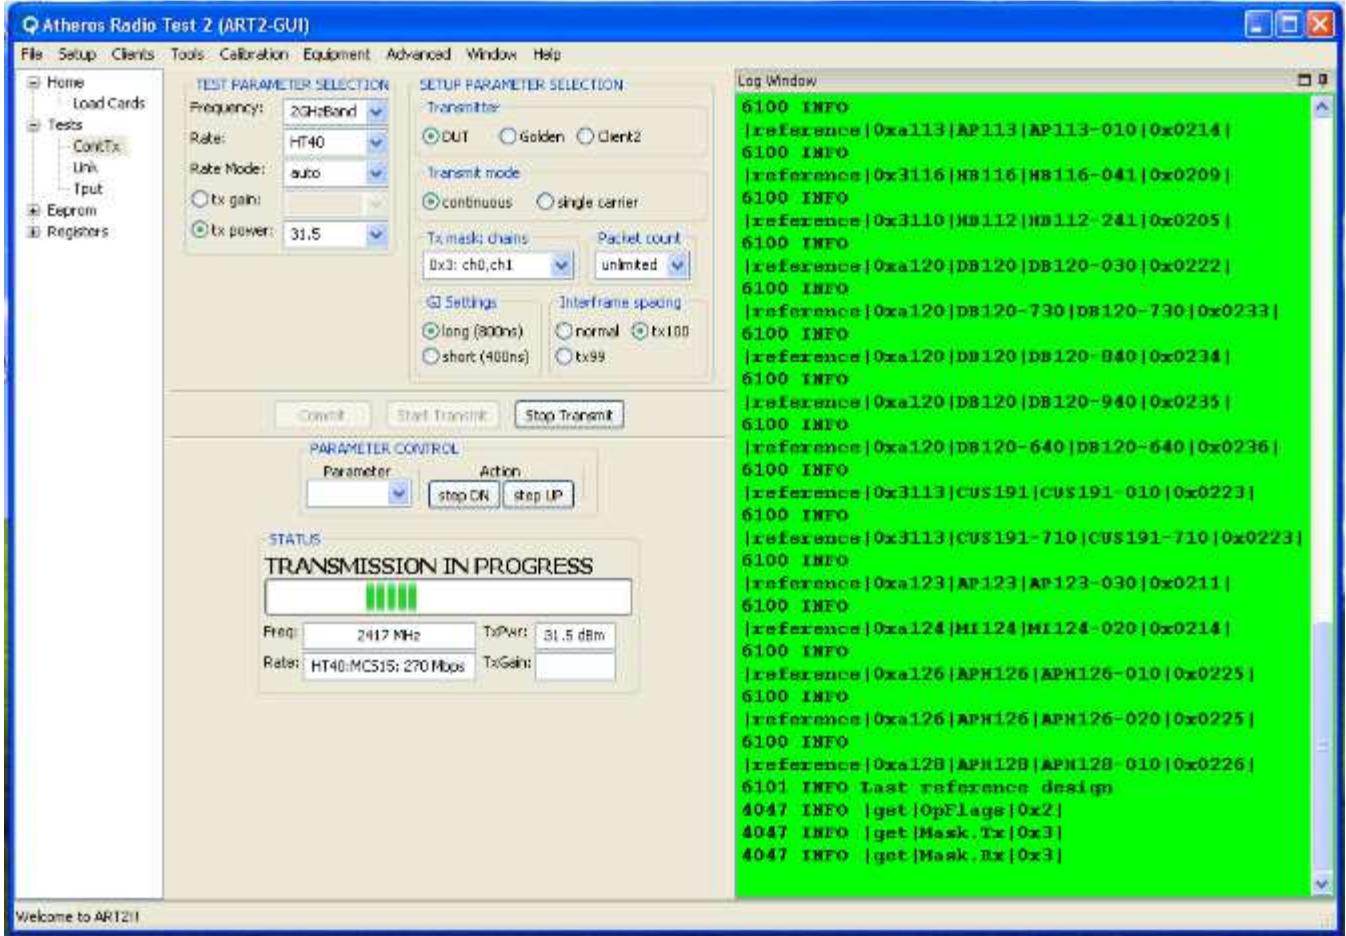 Atheros Radio Test 2 (ART2-GUI)
File Setup Clients Tools Calibration Equipment Advanced Window Help
Home
Load Cards
Tests
ContTx
Link
Tput
Eeprom
Registers
TEST PARAMETER SELECTION
Frequency: 2GHzBand
Rate: HT40
Rate Mode: auto
tx gain:
tx power: 31.5
SETUP PARAMETER SELECTION
Transmitter
DUT Golden Client2
Transmit mode
continuous single carrier
Tx mask: chains Packet count
0x3: ch0,ch1 unlimited
GI Settings Interframe spacing
long (800ns) normal tx100
short (400ns) tx99
Commit Start Transmit Stop Transmit
PARAMETER CONTROL
Parameter Action
step DN step UP
STATUS
TRANSMISSION IN PROGRESS
Freq: 2417 MHz TxPwr: 31.5 dBm
Rate: HT40:MCS15: 270 Mbps TxGain:
Log Window
6100 INFO
|reference|0xa113|AP113|AP113-010|0x0214|
6100 INFO
|reference|0x3116|HB116|HB116-041|0x0209|
6100 INFO
|reference|0x3110|HB112|HB112-241|0x0205|
6100 INFO
|reference|0xa120|DB120|DB120-030|0x0222|
6100 INFO
|reference|0xa120|DB120-730|DB120-730|0x0233|
6100 INFO
|reference|0xa120|DB120|DB120-840|0x0234|
6100 INFO
|reference|0xa120|DB120|DB120-940|0x0235|
6100 INFO
|reference|0xa120|DB120-640|DB120-640|0x0236|
6100 INFO
|reference|0x3113|CUS191|CUS191-010|0x0223|
6100 INFO
|reference|0x3113|CUS191-710|CUS191-710|0x0223|
6100 INFO
|reference|0xa123|AP123|AP123-030|0x0211|
6100 INFO
|reference|0xa124|MI124|MI124-020|0x0214|
6100 INFO
|reference|0xa126|APH126|APH126-010|0x0225|
6100 INFO
|reference|0xa126|APH126|APH126-020|0x0225|
6100 INFO
|reference|0xa128|APH128|APH128-010|0x0226|
6101 INFO Last reference design
4047 INFO |get|OpFlags|0x2|
4047 INFO |get|Mask.Tx|0x3|
4047 INFO |get|Mask.Rx|0x3|
Welcome to ART2!!